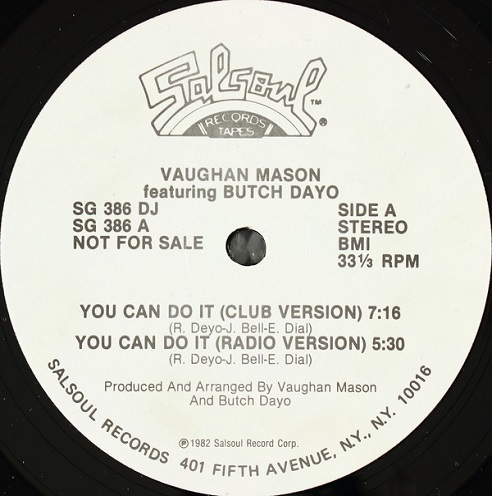 Salsoul ™
RECORDS ®
TAPES
VAUGHAN MASON
featuring BUTCH DAYO
SG 386 DJ
SG 386 A
NOT FOR SALE
SIDE A
STEREO
BMI
33⅓ RPM
YOU CAN DO IT (CLUB VERSION) 7:16
(R. Deyo-J. Bell-E. Dial)
YOU CAN DO IT (RADIO VERSION) 5:30
(R. Deyo-J. Bell-E. Dial)
Produced And Arranged By Vaughan Mason
And Butch Dayo
℗1982 Salsoul Record Corp.
SALSOUL RECORDS 401 FIFTH AVENUE, N.Y., N.Y. 10016